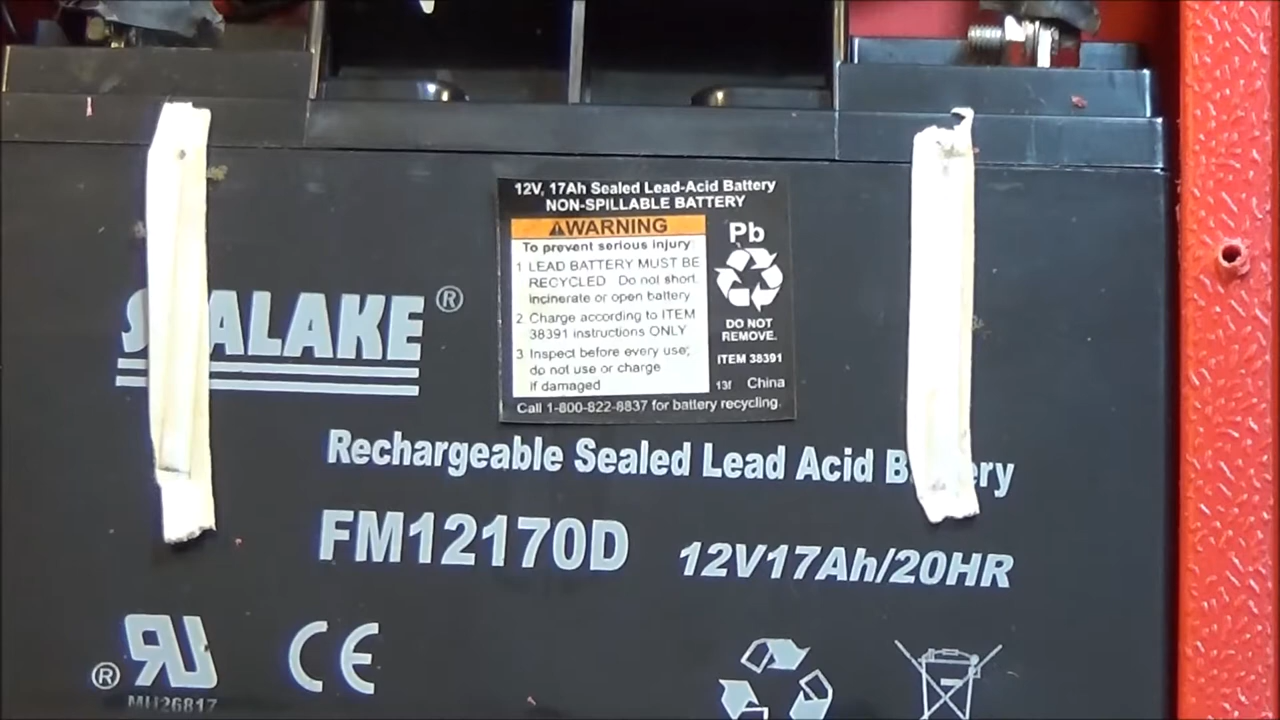 12V, 17Ah Sealed Lead-Acid Battery
NON-SPILLABLE BATTERY
WARNING
To prevent serious injury
1 LEAD BATTERY MUST BE
RECYCLED Do not short,
incinerate or open battery
2 Charge according to ITEM
38391 instructions ONLY
3 Inspect before every use;
do not use or charge
if damaged
Pb
DO NOT
REMOVE.
ITEM 38391
13f China
Call 1-800-822-8837 for battery recycling.
ALAKE ®
Rechargeable Sealed Lead Acid
FM12170D 12V17Ah/20HR
® RU CE
MH26817